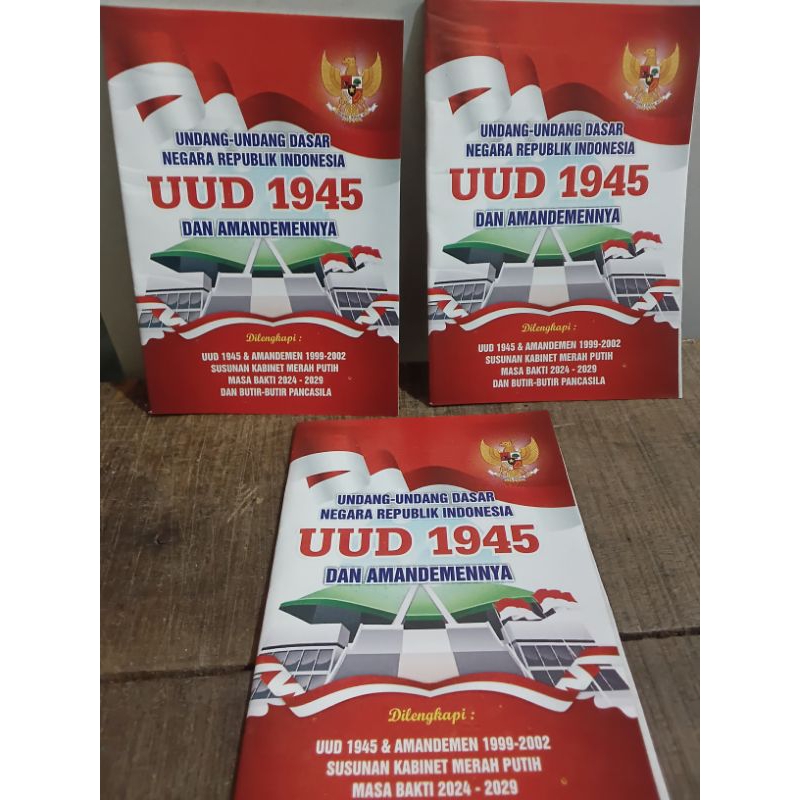 UNDANG-UNDANG DASAR
NEGARA REPUBLIK INDONESIA
UUD 1945
DAN AMANDEMENNYA
Dilengkapi :
UUD 1945 & AMANDEMEN 1999-2002
SUSUNAN KABINET MERAH PUTIH
MASA BAKTI 2024 - 2029
DAN BUTIR-BUTIR PANCASILA
UNDANG-UNDANG DASAR
NEGARA REPUBLIK INDONESIA
UUD 1945
DAN AMANDEMENNYA
Dilengkapi :
UUD 1945 & AMANDEMEN 1999-2002
SUSUNAN KABINET MERAH PUTIH
MASA BAKTI 2024 - 2029
DAN BUTIR-BUTIR PANCASILA
UNDANG-UNDANG DASAR
NEGARA REPUBLIK INDONESIA
UUD 1945
DAN AMANDEMENNYA
Dilengkapi :
UUD 1945 & AMANDEMEN 1999-2002
SUSUNAN KABINET MERAH PUTIH
MASA BAKTI 2024 - 2029